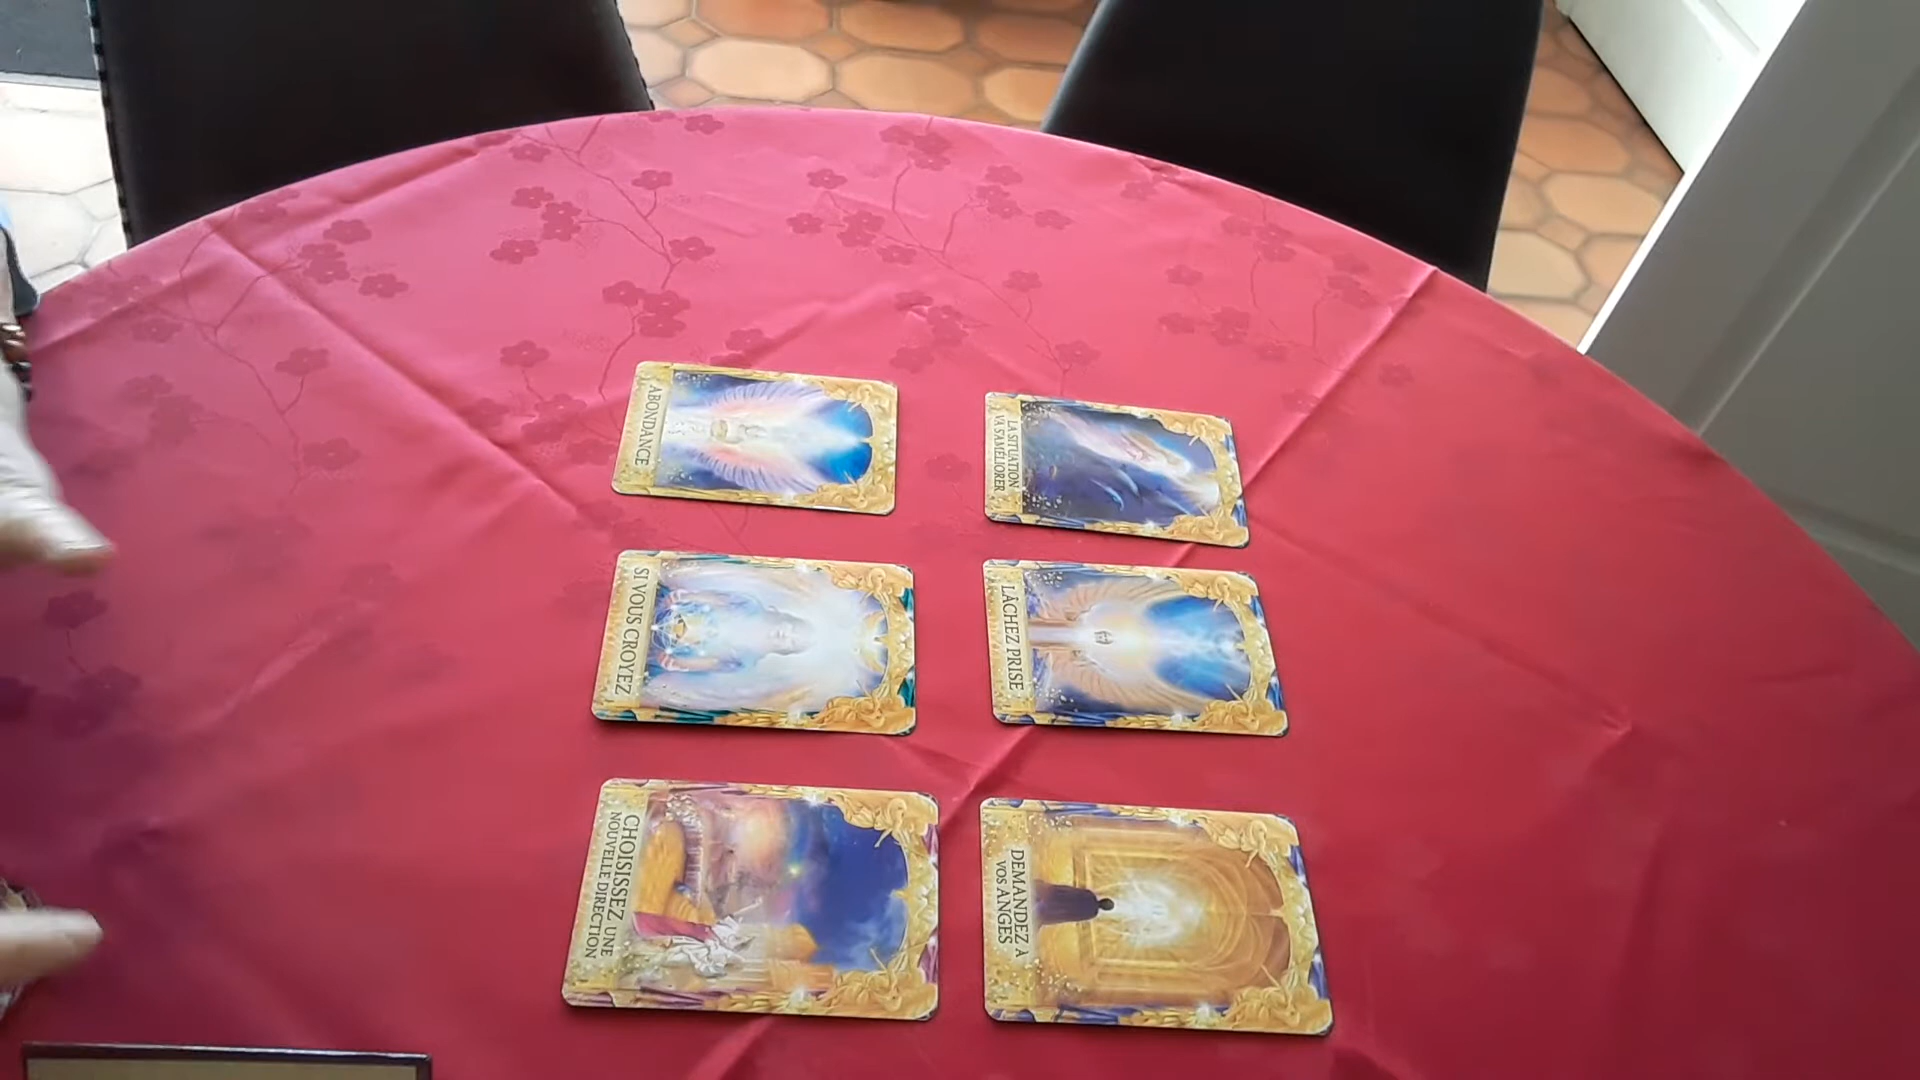 ABONDANCE
LA SITUATION
VA S'AMÉLIORER
SI VOUS CROYEZ
LÂCHEZ PRISE
CHOISISSEZ UNE
NOUVELLE DIRECTION
DEMANDEZ À
VOS ANGES